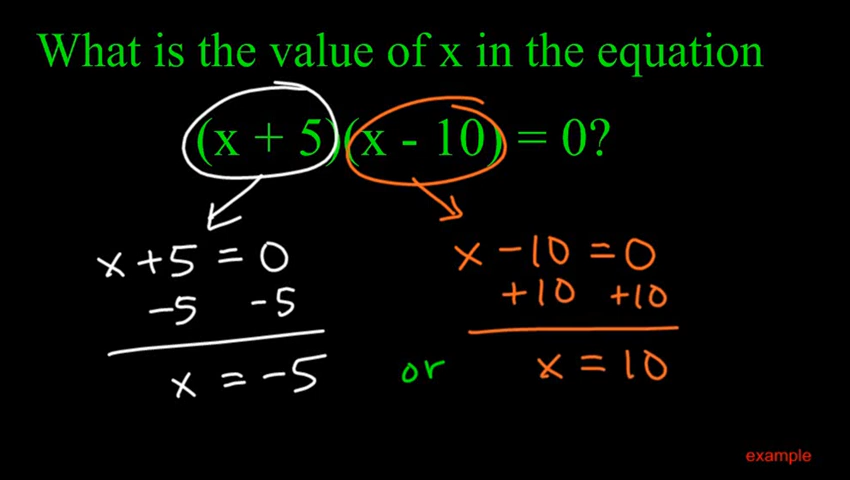 What is the value of x in the equation
(x + 5)(x - 10) = 0?
x + 5 = 0
-5 -5
x = -5
or
x - 10 = 0
+10 +10
x = 10
example